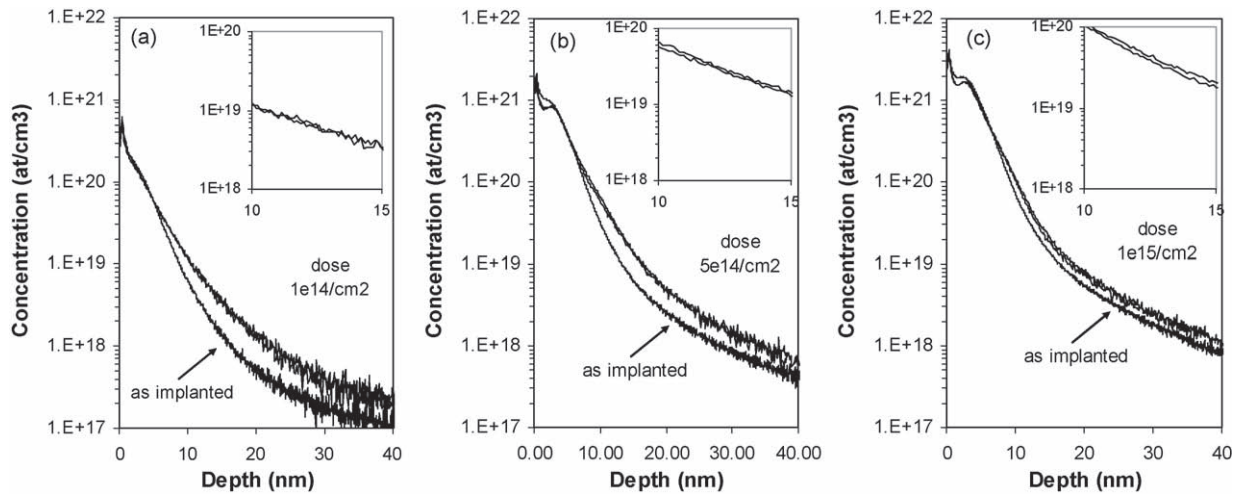 (a)
1.E+22
1.E+21
1.E+20
1.E+19
1.E+18
1.E+17
Concentration (at/cm3)
1E+20
1E+19
1E+18
10
15
dose
1e14/cm2
as implanted
0
10
20
30
40
Depth (nm)
(b)
1.E+22
1.E+21
1.E+20
1.E+19
1.E+18
1.E+17
Concentration (at/cm3)
1E+20
1E+19
1E+18
10
15
dose
5e14/cm2
as implanted
0.00
10.00
20.00
30.00
40.00
Depth (nm)
(c)
1.E+22
1.E+21
1.E+20
1.E+19
1.E+18
1.E+17
Concentration (at/cm3)
1E+20
1E+19
1E+18
10
15
dose
1e15/cm2
as implanted
0
10
20
30
40
Depth (nm)